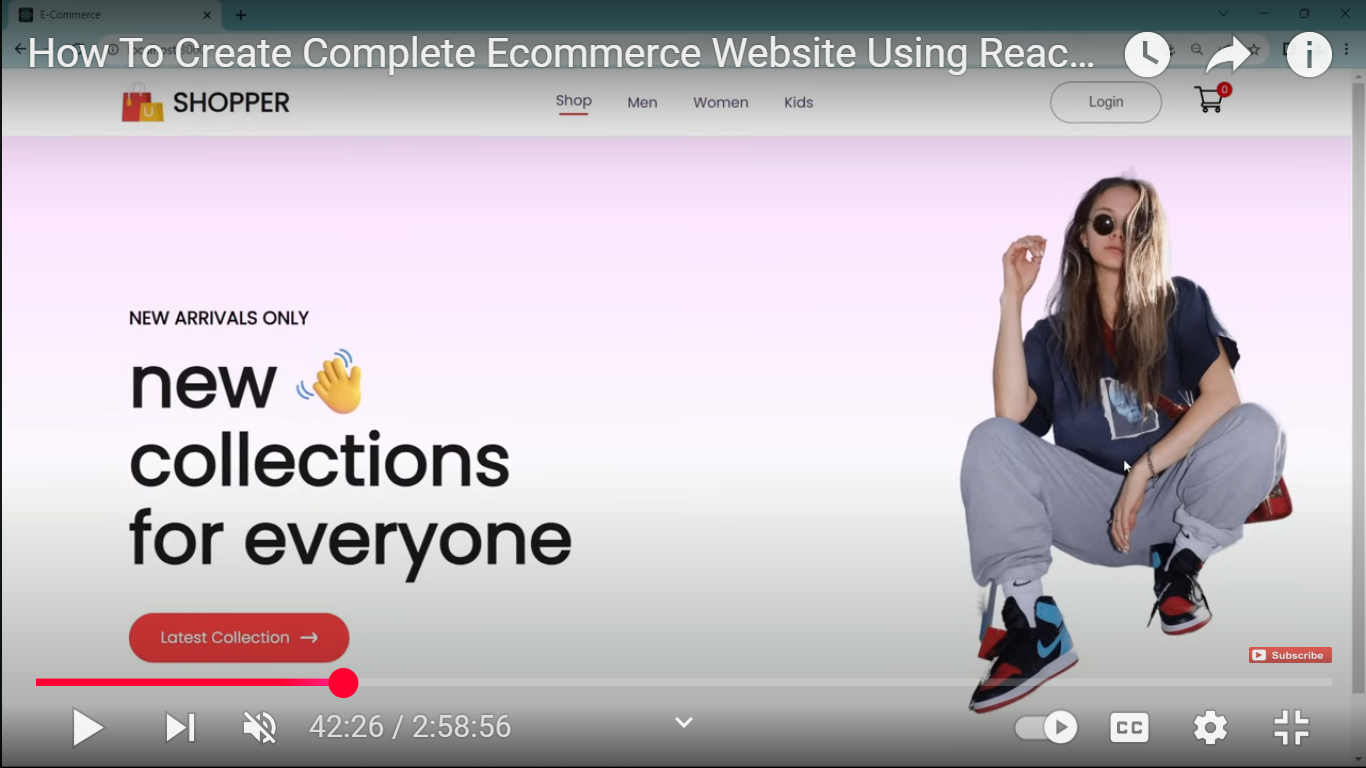 E-Commerce
How To Create Complete Ecommerce Website Using Reac...
SHOPPER
Shop
Men
Women
Kids
Login
0
NEW ARRIVALS ONLY
new
collections
for everyone
Latest Collection
Subscribe
42:26 / 2:58:56
CC